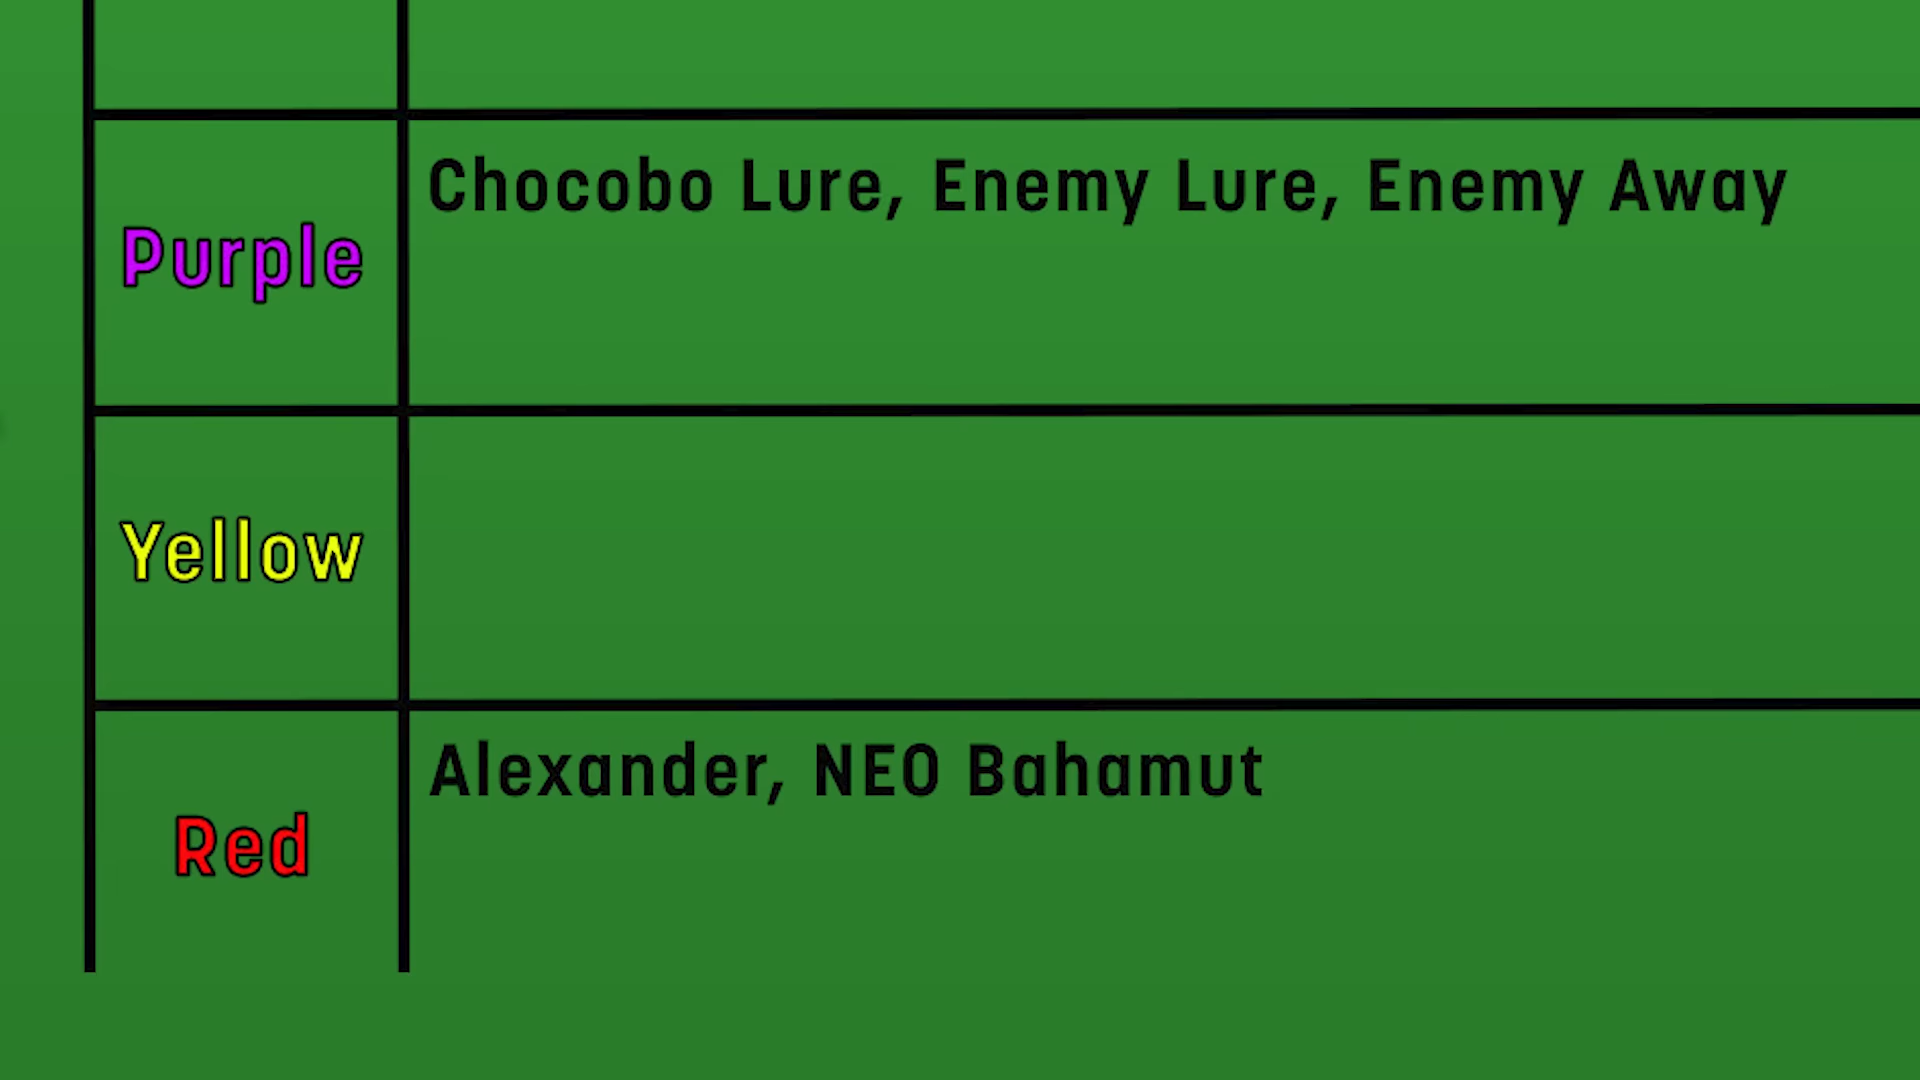 Chocobo Lure, Enemy Lure, Enemy Away
Purple
Yellow
Alexander, NEO Bahamut
Red